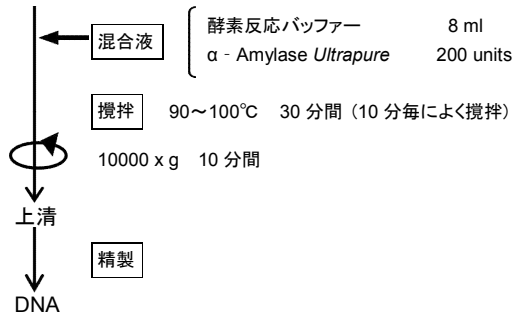 混合液
酵素反応バッファー 8 ml
α‐Amylase Ultrapure 200 units
攪拌 90～100℃ 30 分間 (10 分毎によく攪拌)
10000 x g 10 分間
上清
精製
DNA